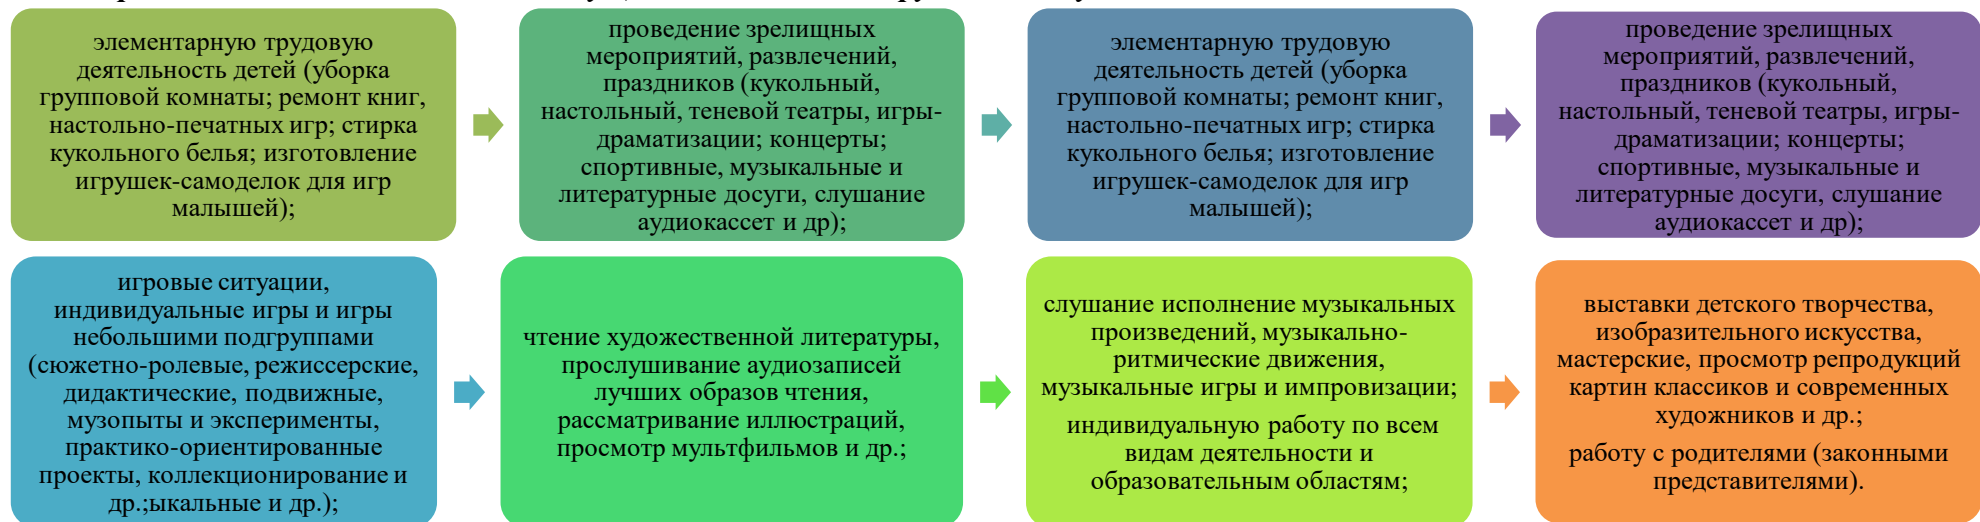 элементарную трудовую
деятельность детей (уборка
групповой комнаты; ремонт книг,
настольно-печатных игр; стирка
кукольного белья; изготовление
игрушек-самоделок для игр
малышей);
проведение зрелищных
мероприятий, развлечений,
праздников (кукольный,
настольный, теневой театры, игры-
драматизации; концерты;
спортивные, музыкальные и
литературные досуги, слушание
аудиокассет и др);
элементарную трудовую
деятельность детей (уборка
групповой комнаты; ремонт книг,
настольно-печатных игр; стирка
кукольного белья; изготовление
игрушек-самоделок для игр
малышей);
проведение зрелищных
мероприятий, развлечений,
праздников (кукольный,
настольный, теневой театры, игры-
драматизации; концерты;
спортивные, музыкальные и
литературные досуги, слушание
аудиокассет и др);
игровые ситуации,
индивидуальные игры и игры
небольшими подгруппами
(сюжетно-ролевые, режиссерские,
дидактические, подвижные,
музопыты и эксперименты,
практико-ориентированные
проекты, коллекционирование и
др.;ыкальные и др.);
чтение художественной литературы,
прослушивание аудиозаписей
лучших образов чтения,
рассматривание иллюстраций,
просмотр мультфильмов и др.;
слушание исполнение музыкальных
произведений, музыкально-
ритмические движения,
музыкальные игры и импровизации;
индивидуальную работу по всем
видам деятельности и
образовательным областям;
выставки детского творчества,
изобразительного искусства,
мастерские, просмотр репродукций
картин классиков и современных
художников и др.;
работу с родителями (законными
представителями).